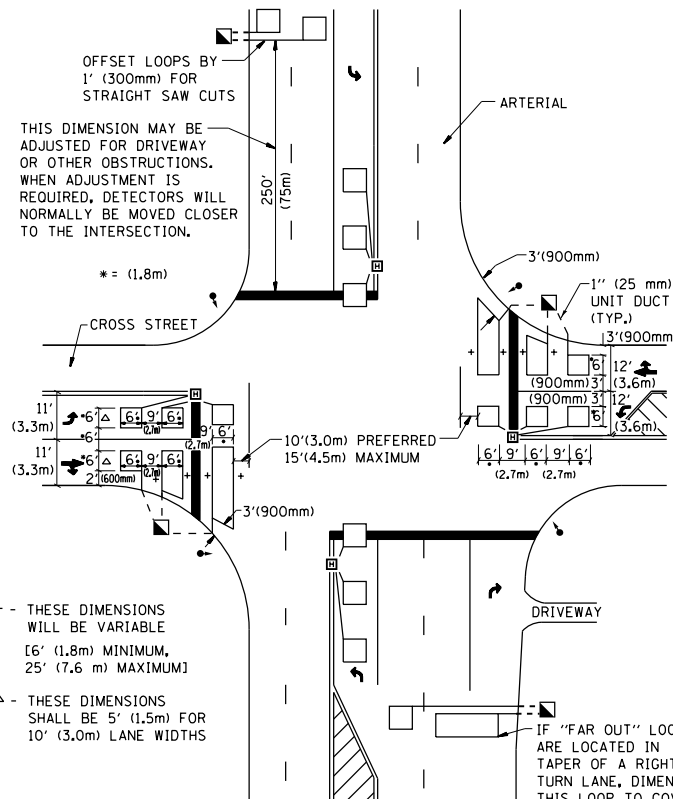 OFFSET LOOPS BY
1' (300mm) FOR
STRAIGHT SAW CUTS
ARTERIAL
THIS DIMENSION MAY BE
ADJUSTED FOR DRIVEWAY
OR OTHER OBSTRUCTIONS.
WHEN ADJUSTMENT IS
REQUIRED, DETECTORS WILL
NORMALLY BE MOVED CLOSER
TO THE INTERSECTION.
250'
(75m)
* = (1.8m)
H
3'(900mm)
1" (25 mm)
UNIT DUCT
(TYP.)
CROSS STREET
3'(900mm
6'
12'
(3.6m)
(900mm) 3'
(900mm) 3'
12'
6'
(3.6m)
H
6' 9' 6' 9' 6'
(2.7m) (2.7m)
H
11'
(3.3m)
*6' △ 6' 9' 6'
(2.7m)
*6'
9' 6'
(2.7m)
11'
(3.3m)
*6' △ 6' 9' 6'
(2.7m)
2' (600mm)
10'(3.0m) PREFERRED
15'(4.5m) MAXIMUM
3'(900mm)
H
- THESE DIMENSIONS
WILL BE VARIABLE
[6' (1.8m) MINIMUM,
25' (7.6 m) MAXIMUM]
- THESE DIMENSIONS
SHALL BE 5' (1.5m) FOR
10' (3.0m) LANE WIDTHS
DRIVEWAY
IF "FAR OUT" LOO
ARE LOCATED IN
TAPER OF A RIGHT
TURN LANE, DIMEN
THIS LOOP TO COV